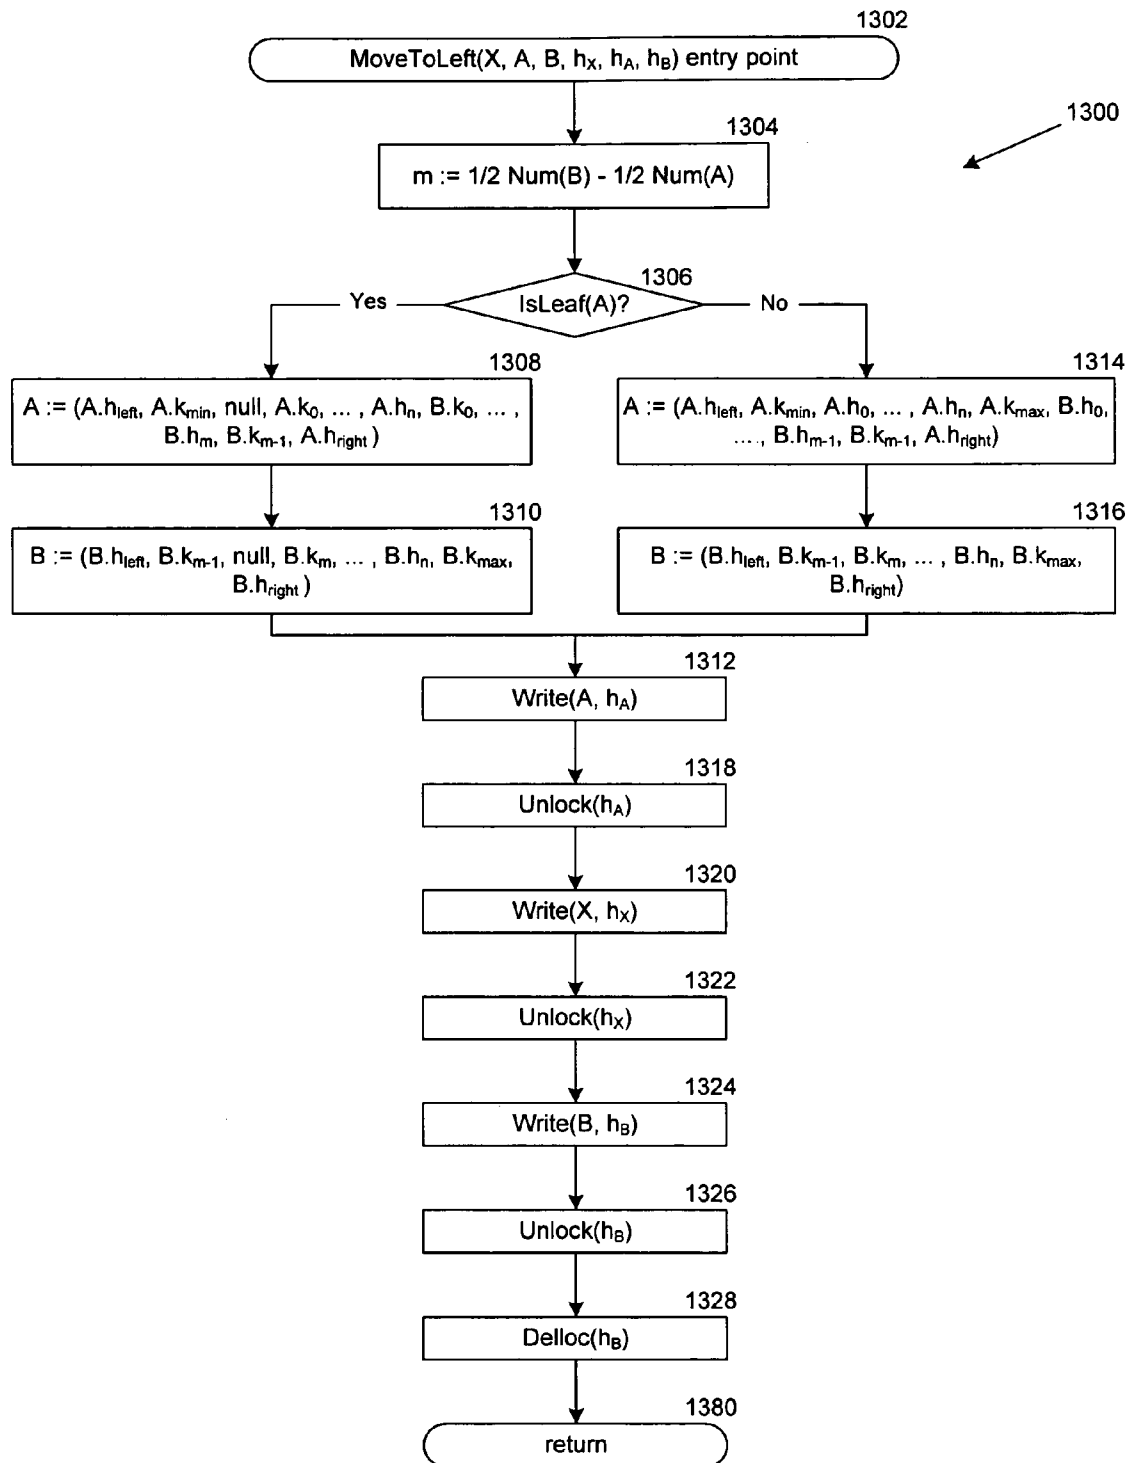 1302
MoveToLeft(X, A, B, hX, hA, hB) entry point
1300
1304
m := 1/2 Num(B) - 1/2 Num(A)
1306
Yes
IsLeaf(A)?
No
1308
A := (A.hleft, A.kmin, null, A.k0, ... , A.hn, B.k0, ... ,
B.hm, B.km-1, A.hright)
1314
A := (A.hleft, A.kmin, A.h0, ... , A.hn, A.kmax, B.h0,
...., B.hm-1, B.km-1, A.hright)
1310
B := (B.hleft, B.km-1, null, B.km, ... , B.hn, B.kmax,
B.hright)
1316
B := (B.hleft, B.km-1, B.km, ... , B.hn, B.kmax,
B.hright)
1312
Write(A, hA)
1318
Unlock(hA)
1320
Write(X, hX)
1322
Unlock(hX)
1324
Write(B, hB)
1326
Unlock(hB)
1328
Delloc(hB)
1380
return